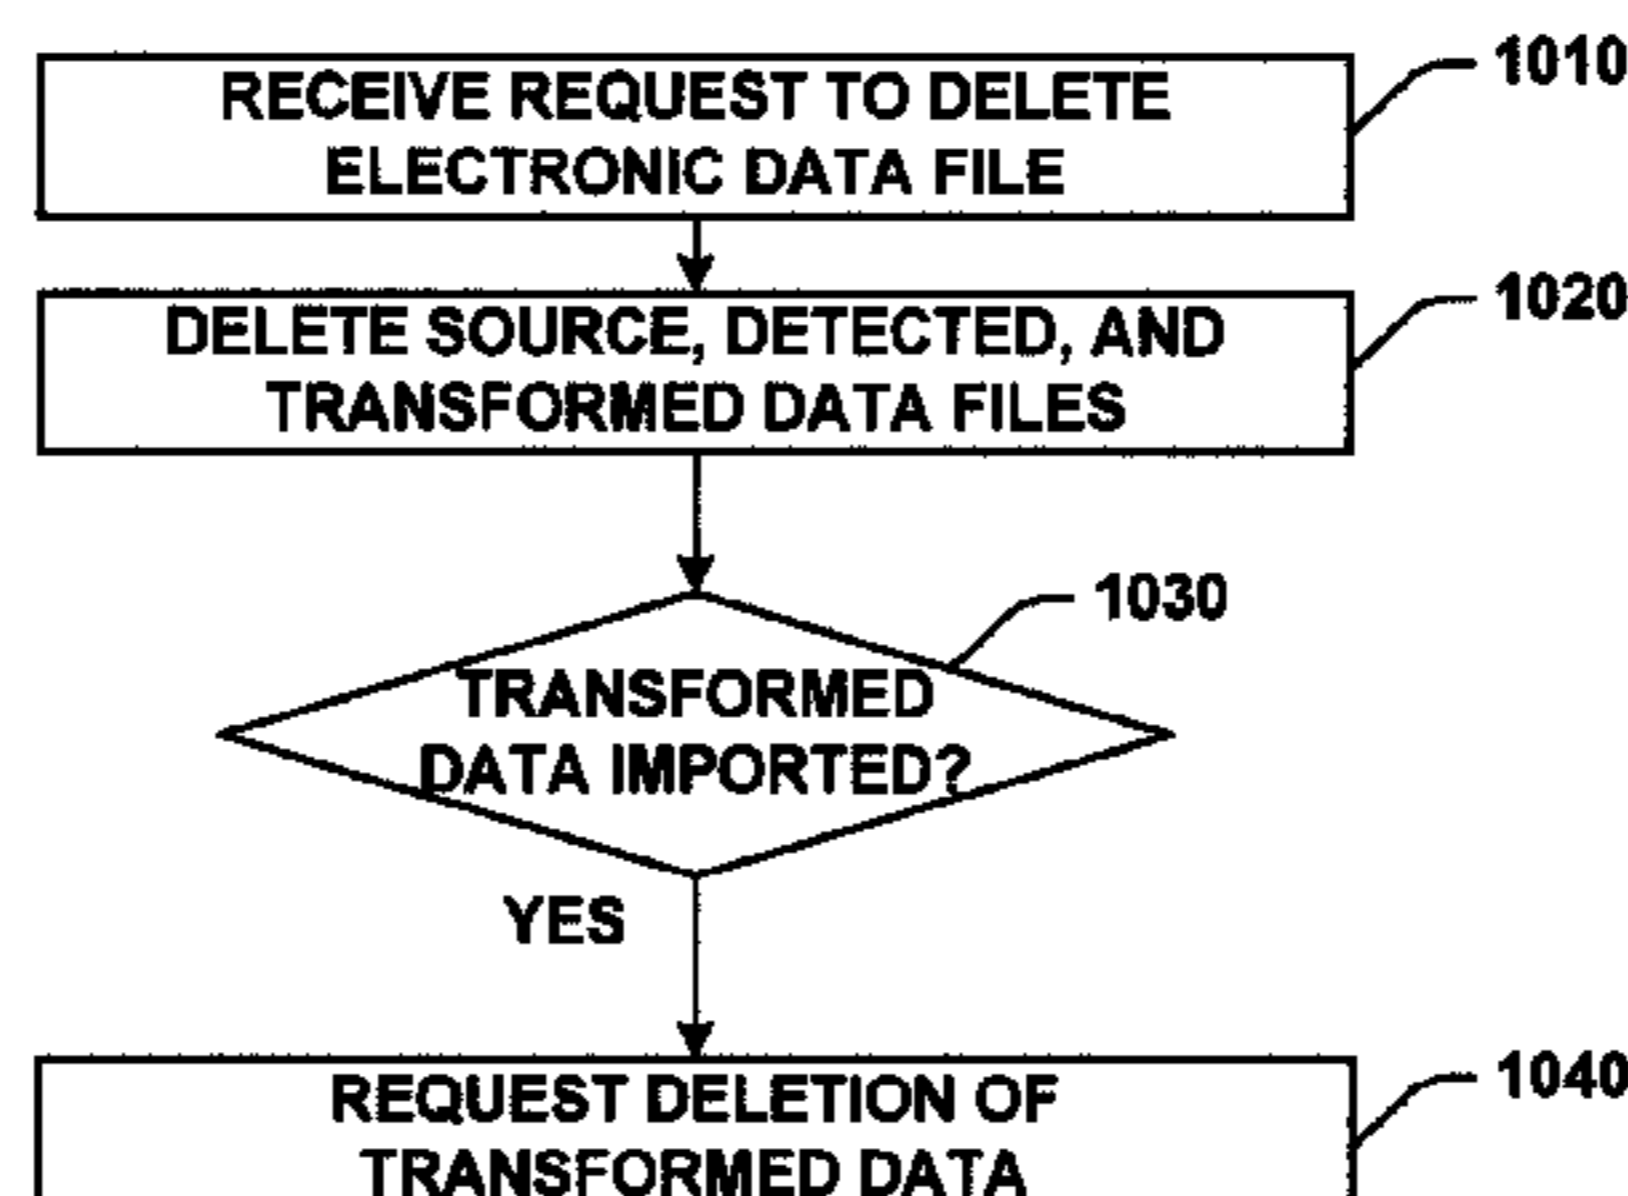 RECEIVE REQUEST TO DELETE
ELECTRONIC DATA FILE
1010
DELETE SOURCE, DETECTED, AND
TRANSFORMED DATA FILES
1020
1030
TRANSFORMED
DATA IMPORTED?
YES
REQUEST DELETION OF
TRANSFORMED DATA
1040